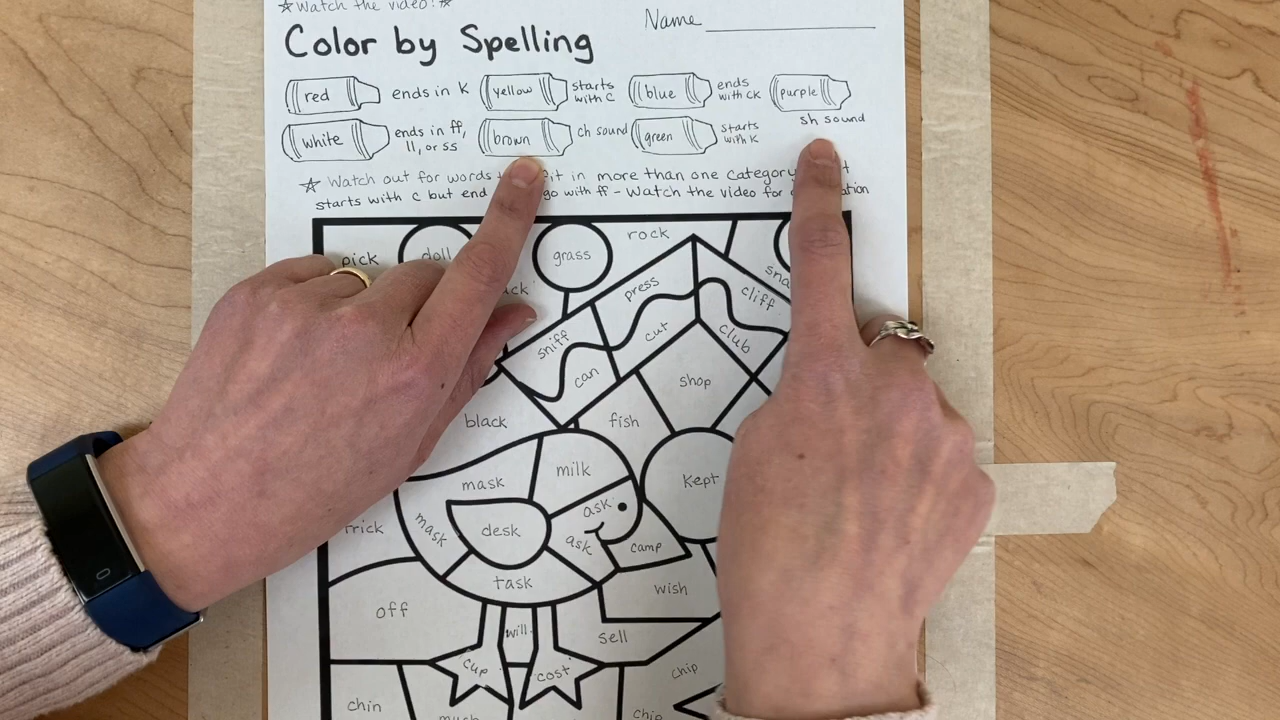 ☆Watch the video!☆
Name
Color by Spelling
red ends in K
yellow starts with C
blue ends with CK
purple sh sound
white ends in ff, ll, or ss
brown ch sound
green starts with K
☆ Watch out for words in more than one category
starts with c but end go with ff - Watch the video for
pick doll grass rock
press cliff
sniff cut club
can
shop
black fish
milk
mask Kept
ask
mask desk
ask camp
task wish
off
will sell
cup cost chip
chin